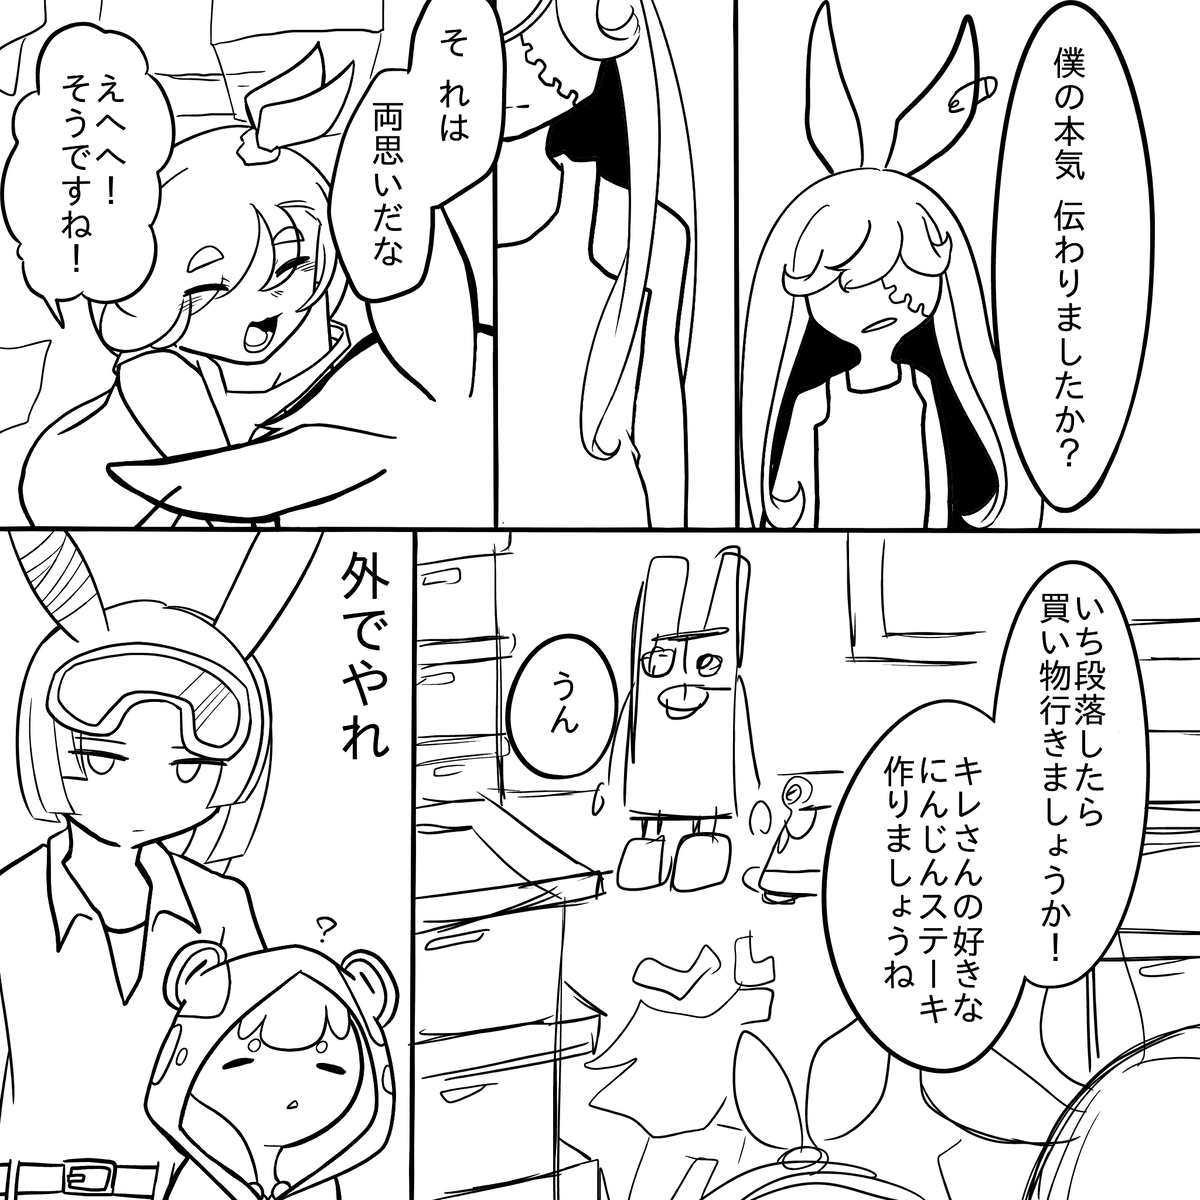 僕の本気 伝わりましたか?
それは
両思いだな
えへへ!
そうですね!
いち段落したら
買い物行きましょうか!
キレさんの好きな
にんじんステーキ
作りましょうね
うん
外でやれ
?